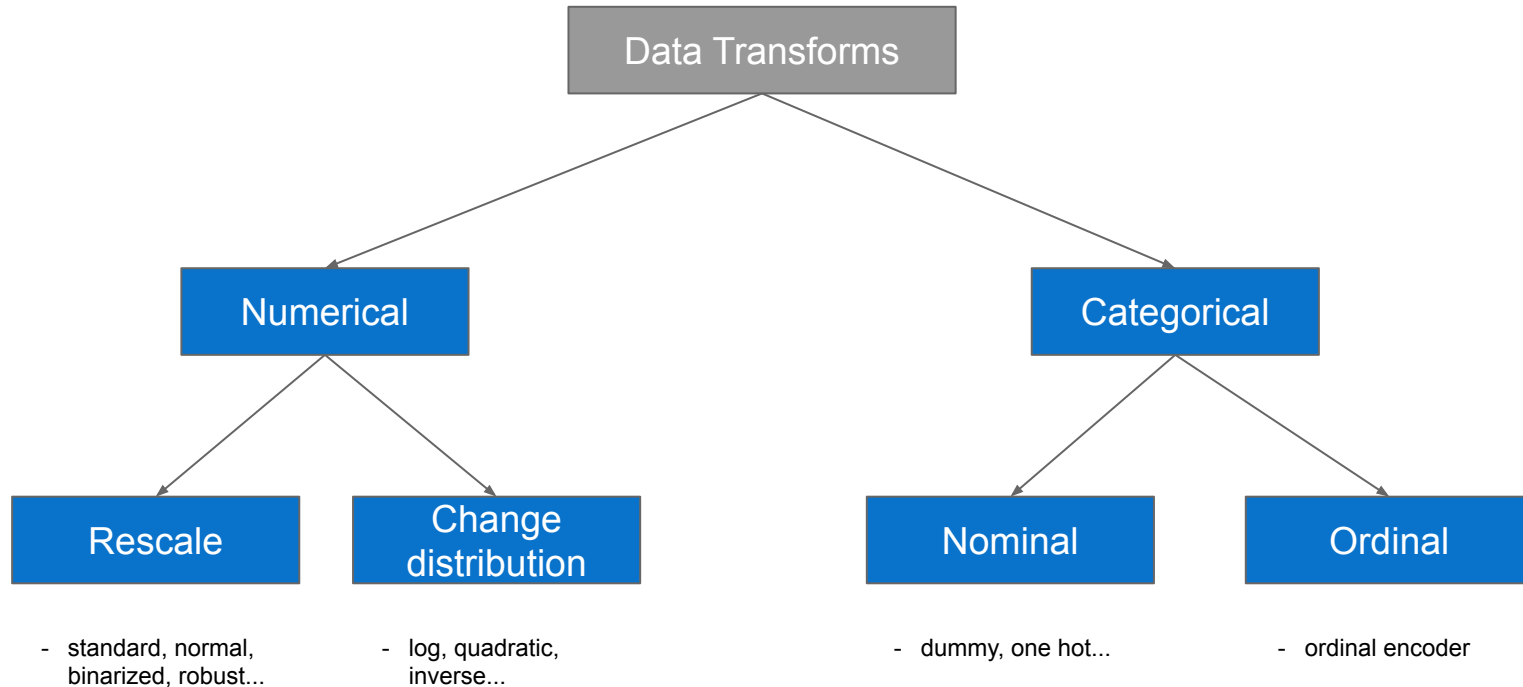 Data Transforms
Numerical
Categorical
Rescale
Change
distribution
Nominal
Ordinal
- standard, normal,
binarized, robust...
- log, quadratic,
inverse...
- dummy, one hot...
- ordinal encoder